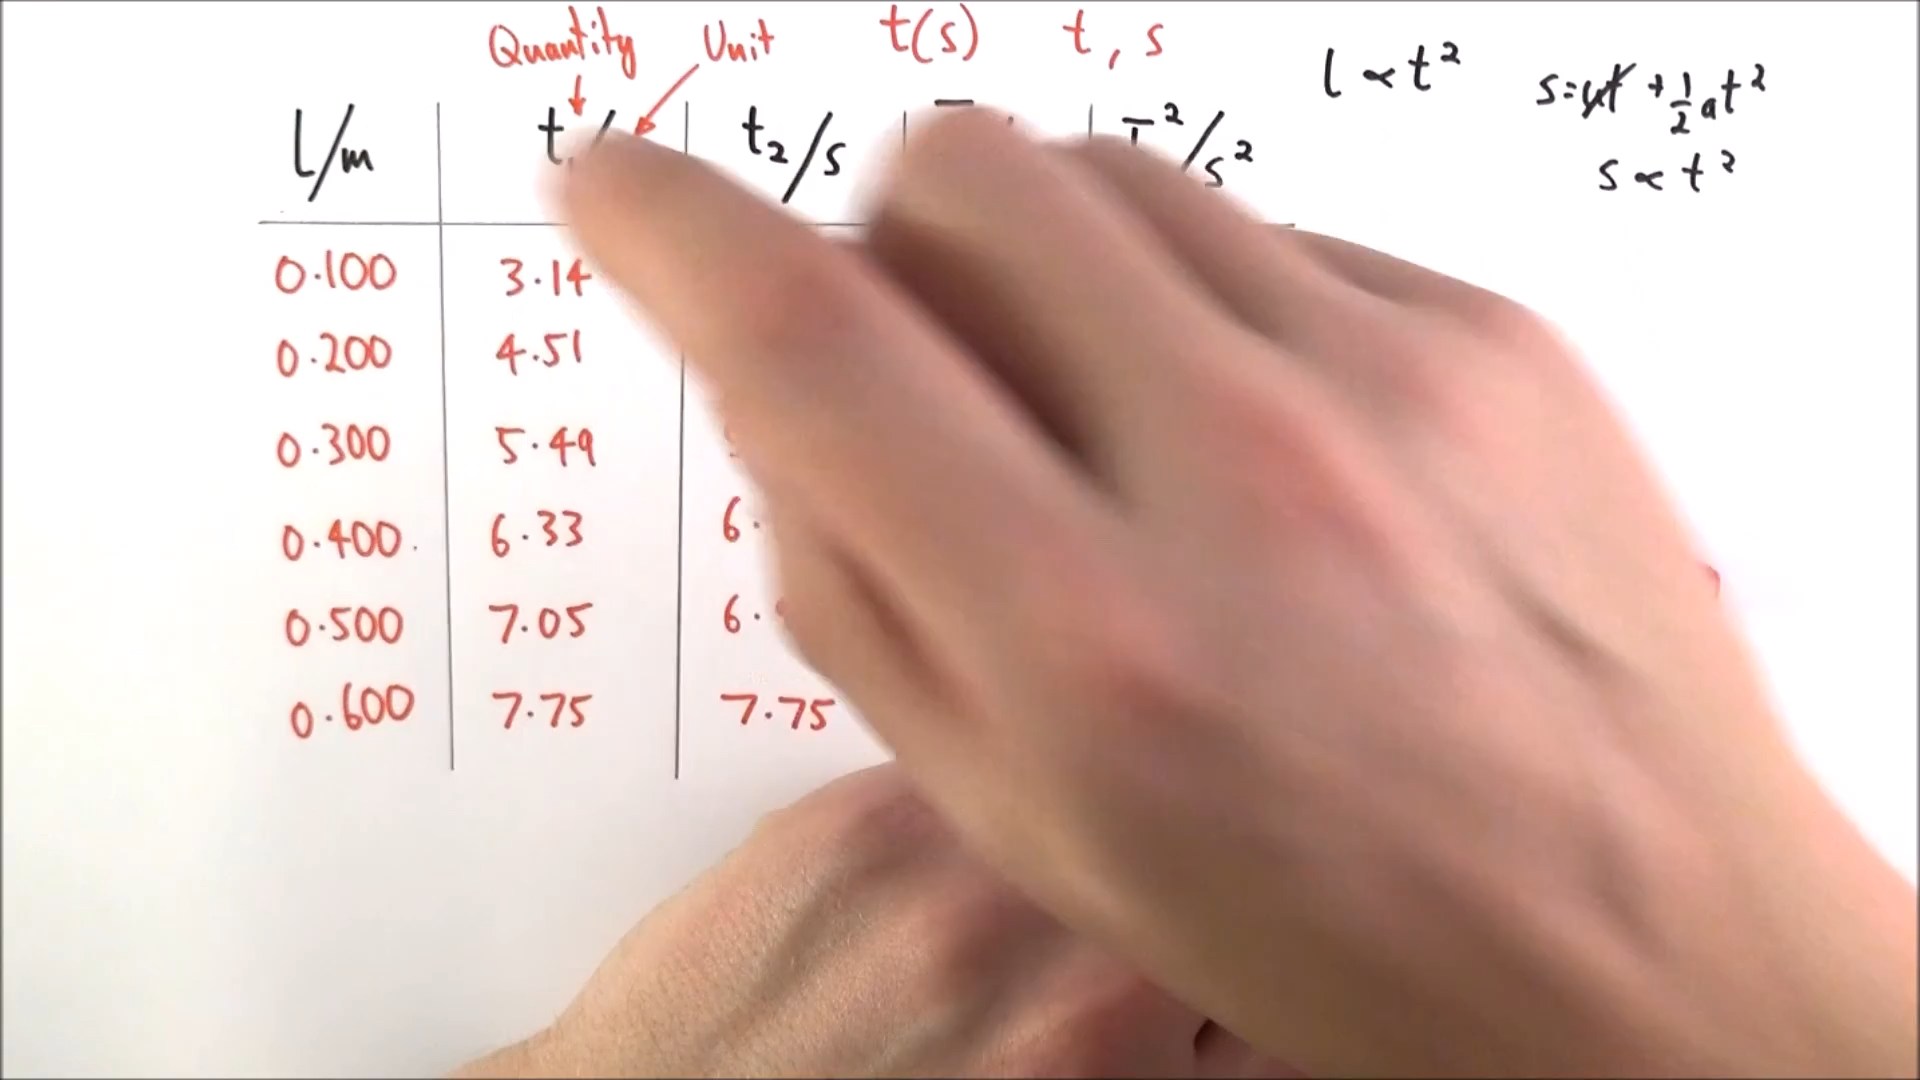 Quantity Unit t(s) t , s
l ∝ t² s=ut + ½at²
s ∝ t²
l/m t₂/s T²/s²
0.100 3.14
0.200 4.51
0.300 5.49
0.400 6.33 6.
0.500 7.05 6.
0.600 7.75 7.75